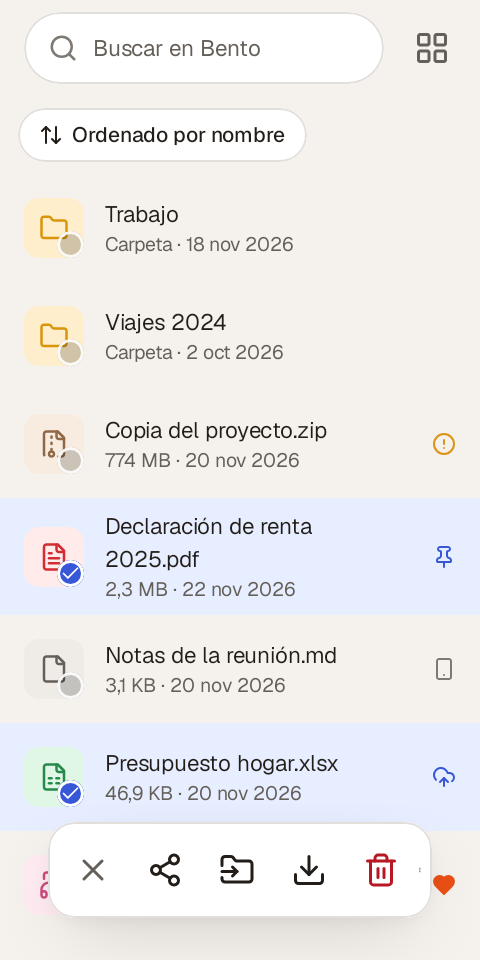 Buscar en Bento
Ordenado por nombre
Trabajo
Carpeta · 18 nov 2026
Viajes 2024
Carpeta · 2 oct 2026
Copia del proyecto.zip
774 MB · 20 nov 2026
Declaración de renta
2025.pdf
2,3 MB · 22 nov 2026
Notas de la reunión.md
3,1 KB · 20 nov 2026
Presupuesto hogar.xlsx
46,9 KB · 20 nov 2026